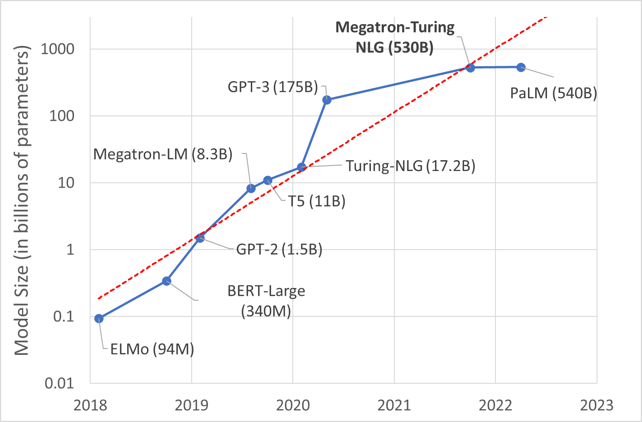 Model Size (in billions of parameters)
1000
100
10
1
0.1
0.01
Megatron-Turing
NLG (530B)
GPT-3 (175B)
PaLM (540B)
Megatron-LM (8.3B)
Turing-NLG (17.2B)
T5 (11B)
GPT-2 (1.5B)
BERT-Large
(340M)
ELMo (94M)
2018 2019 2020 2021 2022 2023